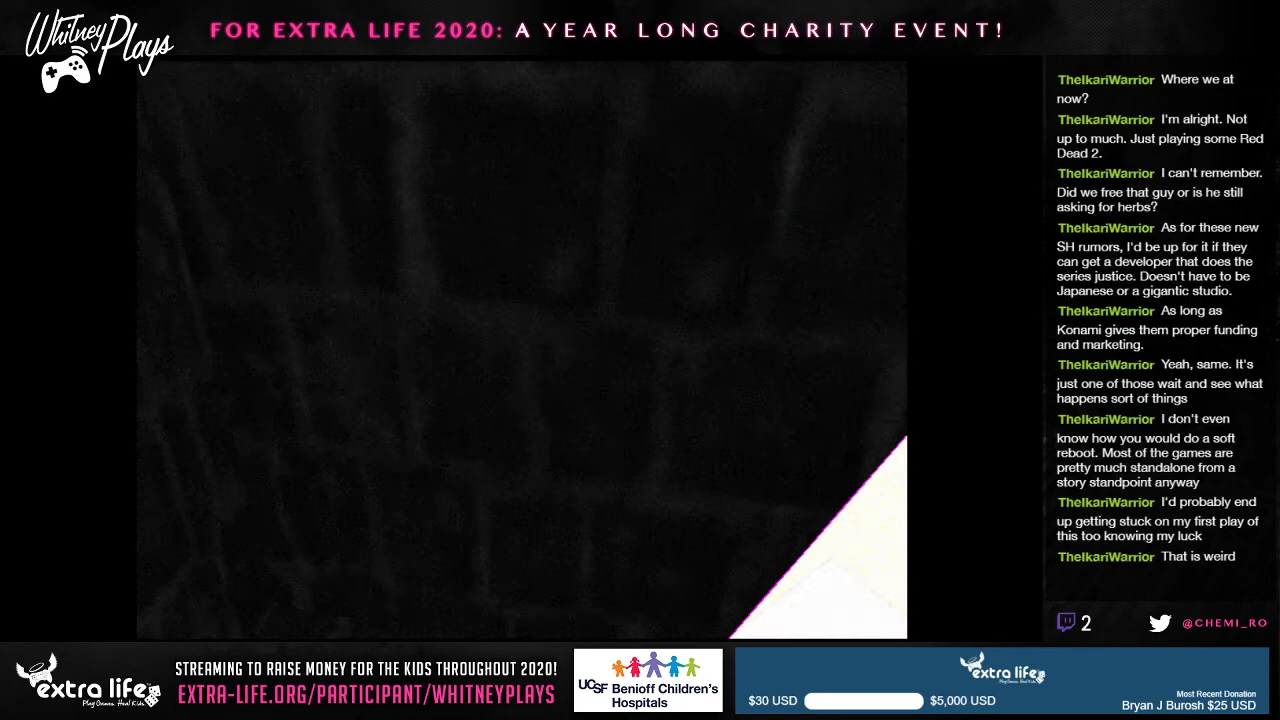 Whitney Plays
FOR EXTRA LIFE 2020: A YEAR LONG CHARITY EVENT!
TheIkariWarrior Where we at
now?
TheIkariWarrior I'm alright. Not
up to much. Just playing some Red
Dead 2.
TheIkariWarrior I can't remember.
Did we free that guy or is he still
asking for herbs?
TheIkariWarrior As for these new
SH rumors, I'd be up for it if they
can get a developer that does the
series justice. Doesn't have to be
Japanese or a gigantic studio.
TheIkariWarrior As long as
Konami gives them proper funding
and marketing.
TheIkariWarrior Yeah, same. It's
just one of those wait and see what
happens sort of things
TheIkariWarrior I don't even
know how you would do a soft
reboot. Most of the games are
pretty much standalone from a
story standpoint anyway
TheIkariWarrior I'd probably end
up getting stuck on my first play of
this too knowing my luck
TheIkariWarrior That is weird
2 @CHEMI_RO
extra life
Play Games. Heal Kids.
STREAMING TO RAISE MONEY FOR THE KIDS THROUGHOUT 2020!
EXTRA-LIFE.ORG/PARTICIPANT/WHITNEYPLAYS
UCSF Benioff Children's
Hospitals
extra life
Play Games. Heal Kids.
$30 USD $5,000 USD
Most Recent Donation
Bryan J Burosh $25 USD